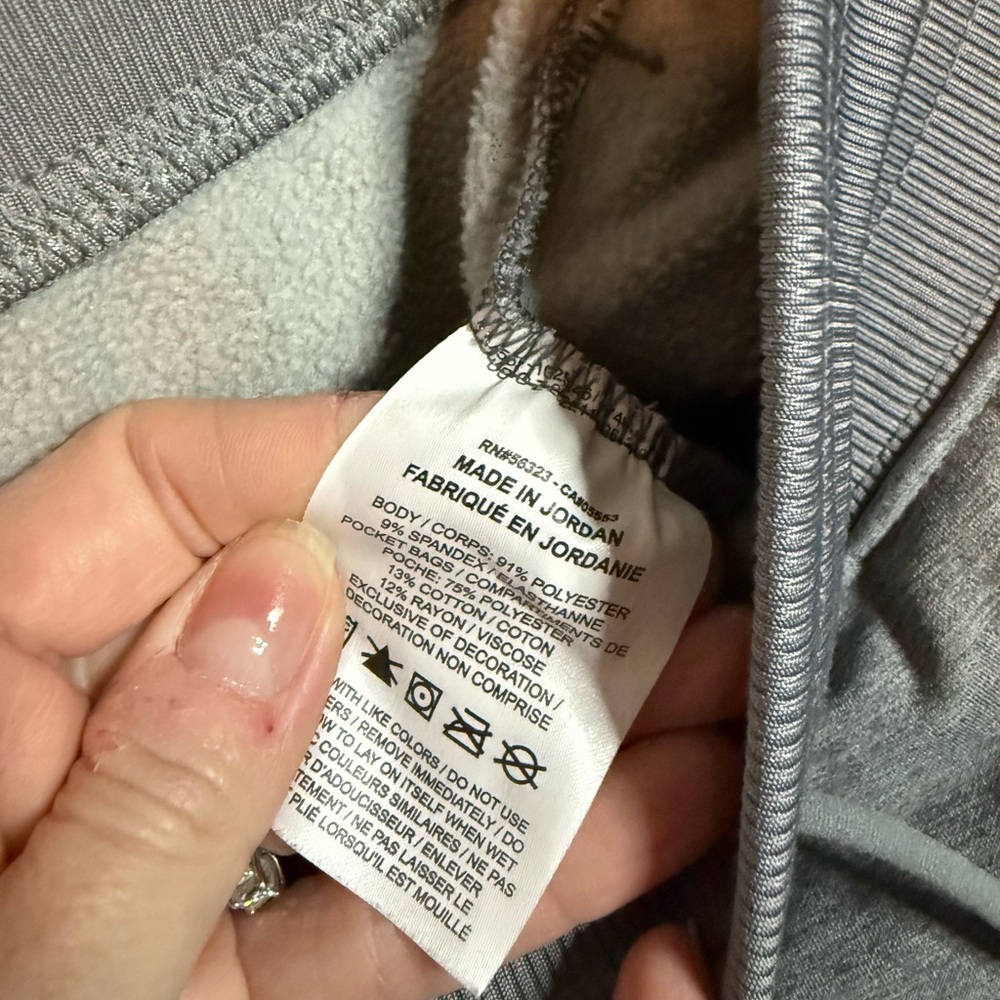 RN#56323 -
MADE IN JORDAN
FABRIQUÉ EN JORDANIE
BODY / CORPS: 91% POLYESTER
9% SPANDEX / ELASTHANNE
POCKET BAGS / COMPARTIMENTS DE
POCHE: 75% POLYESTER
13% COTTON / COTON
12% RAYON / VISCOSE
EXCLUSIVE OF DECORATION /
DECORATION NON COMPRISE
WITH LIKE COLORS / DO NOT USE
ERS / REMOVE IMMEDIATELY / DO
W TO LAY ON ITSELF WHEN WET
COULEURS SIMILAIRES / NE PAS
R D'ADOUCISSEUR / ENLEVER
TEMENT / NE PAS LAISSER LE
PLIÉ LORSQU'IL EST MOUILLÉ